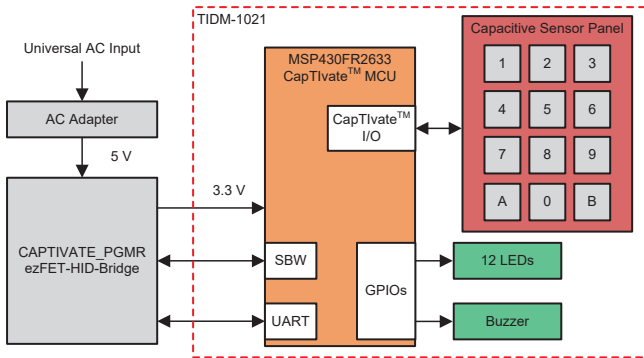 TIDM-1021
Universal AC Input
AC Adapter
5 V
CAPTIVATE_PGMR
ezFET-HID-Bridge
3.3 V
MSP430FR2633
CapTIvate™ MCU
CapTIvate™
I/O
SBW
UART
GPIOs
Capacitive Sensor Panel
1 2 3
4 5 6
7 8 9
A 0 B
12 LEDs
Buzzer